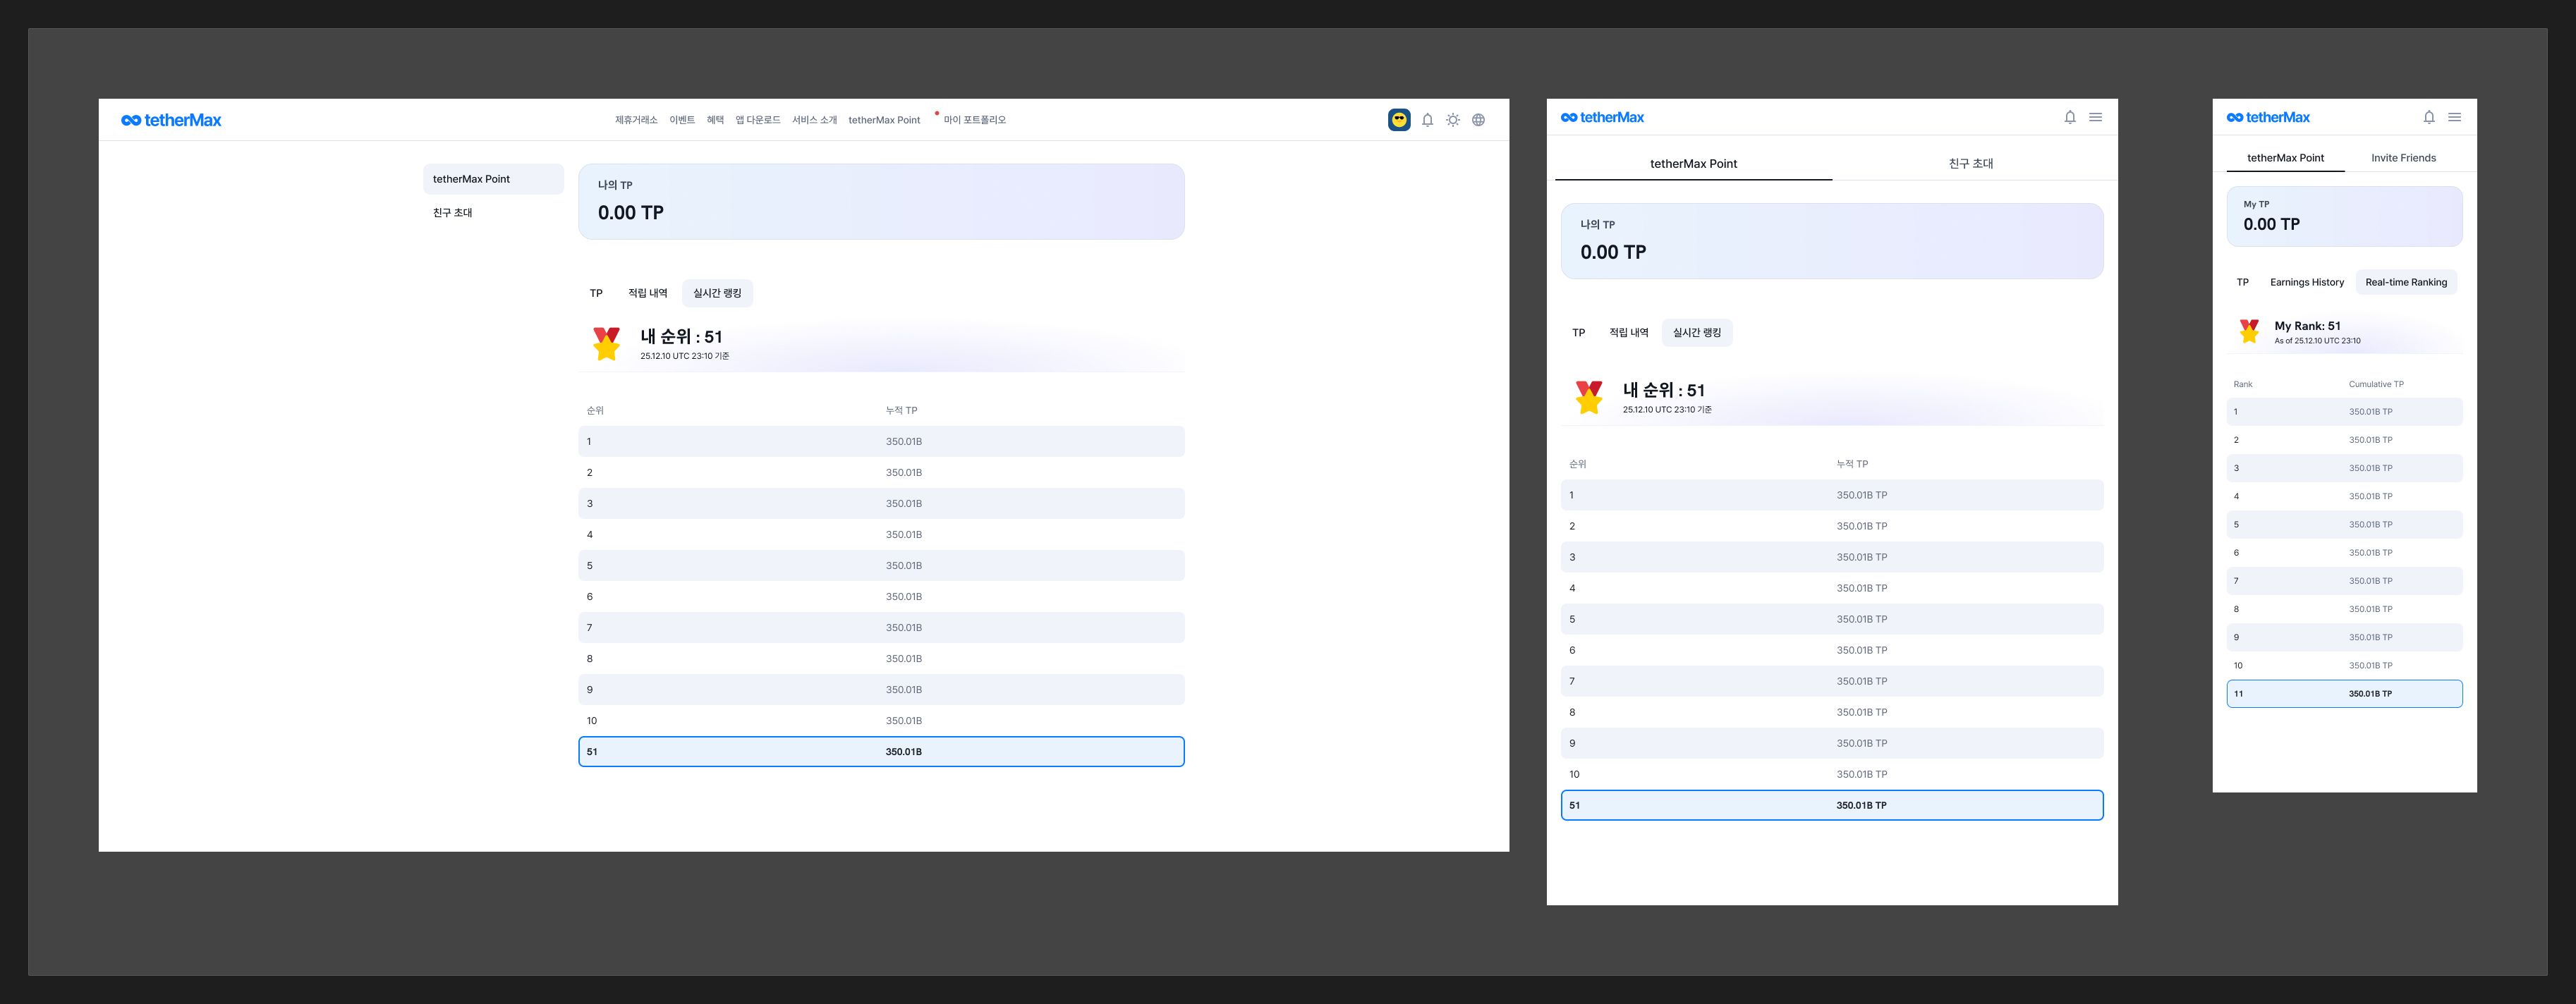 tetherMax
제휴거래소 이벤트 혜택 앱 다운로드 서비스 소개 tetherMax Point 마이 포트폴리오
tetherMax Point
친구 초대
나의 TP
0.00 TP
TP 적립 내역 실시간 랭킹
내 순위 : 51
25.12.10 UTC 23:10 기준
순위 누적 TP
1 350.01B
2 350.01B
3 350.01B
4 350.01B
5 350.01B
6 350.01B
7 350.01B
8 350.01B
9 350.01B
10 350.01B
51 350.01B
tetherMax
tetherMax Point 친구 초대
나의 TP
0.00 TP
TP 적립 내역 실시간 랭킹
내 순위 : 51
25.12.10 UTC 23:10 기준
순위 누적 TP
1 350.01B TP
2 350.01B TP
3 350.01B TP
4 350.01B TP
5 350.01B TP
6 350.01B TP
7 350.01B TP
8 350.01B TP
9 350.01B TP
10 350.01B TP
51 350.01B TP
tetherMax
tetherMax Point Invite Friends
My TP
0.00 TP
TP Earnings History Real-time Ranking
My Rank: 51
As of 25.12.10 UTC 23:10
Rank Cumulative TP
1 350.01B TP
2 350.01B TP
3 350.01B TP
4 350.01B TP
5 350.01B TP
6 350.01B TP
7 350.01B TP
8 350.01B TP
9 350.01B TP
10 350.01B TP
11 350.01B TP